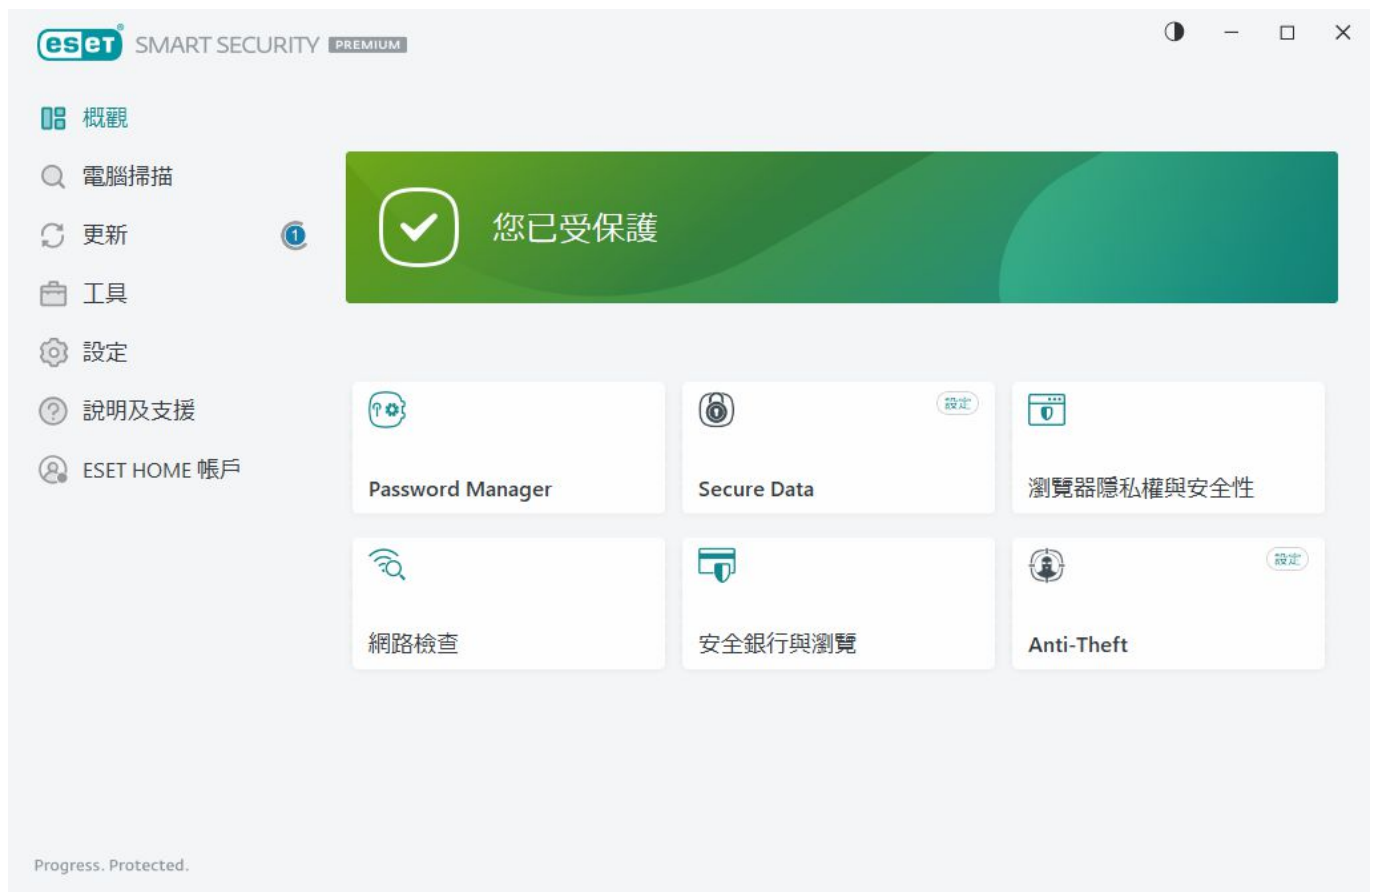 eseT® SMART SECURITY PREMIUM
概觀
電腦掃描
更新 1
工具
設定
說明及支援
ESET HOME 帳戶
您已受保護
Password Manager
設定
Secure Data
瀏覽器隱私權與安全性
網路檢查
安全銀行與瀏覽
設定
Anti-Theft
Progress. Protected.